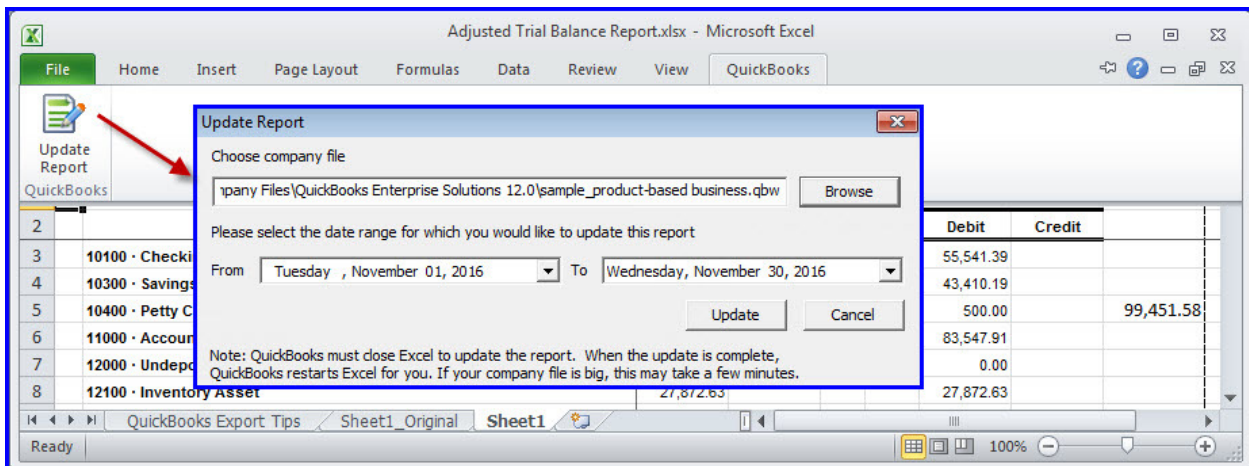 Adjusted Trial Balance Report.xlsx - Microsoft Excel
File Home Insert Page Layout Formulas Data Review View QuickBooks
Update Report
QuickBooks
Update Report
Choose company file
Files\QuickBooks Enterprise Solutions 12.0\sample_product-based business.qbw Browse
Please select the date range for which you would like to update this report
From Tuesday , November 01, 2016 To Wednesday, November 30, 2016
Update Cancel
Note: QuickBooks must close Excel to update the report. When the update is complete,
QuickBooks restarts Excel for you. If your company file is big, this may take a few minutes.
2 Debit Credit
3 10100 · Checki 55,541.39
4 10300 · Savings 43,410.19
5 10400 · Petty C 500.00 99,451.58
6 11000 · Accoun 83,547.91
7 12000 · Undepo 0.00
8 12100 · Inventory Asset 27,872.63 27,872.63
QuickBooks Export Tips Sheet1_Original Sheet1
Ready 100%